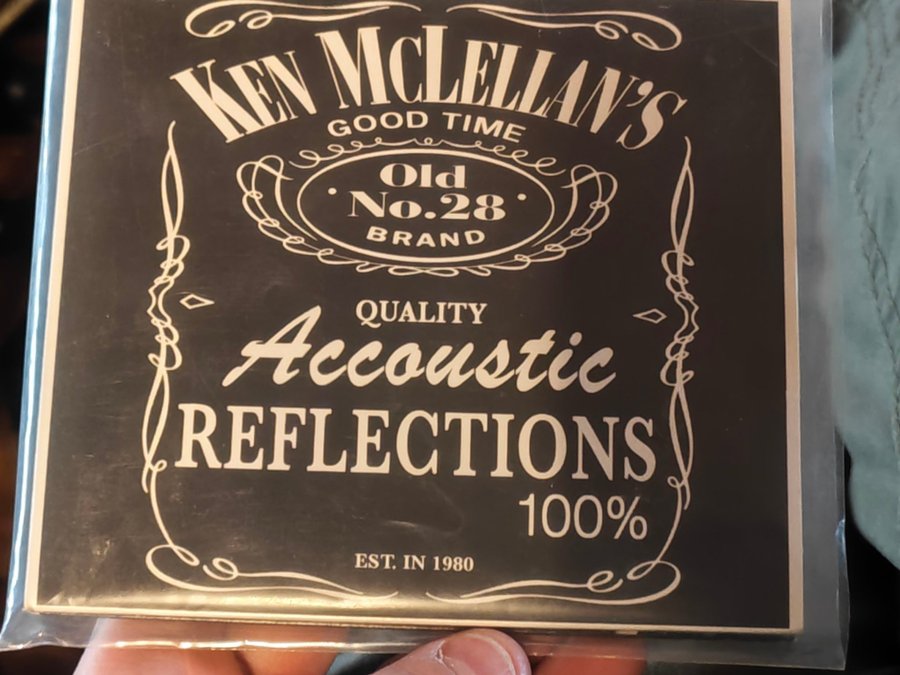 KEN MCLELLAN'S
GOOD TIME
Old
No.28
BRAND
QUALITY
Accoustic
REFLECTIONS
100%
EST. IN 1980